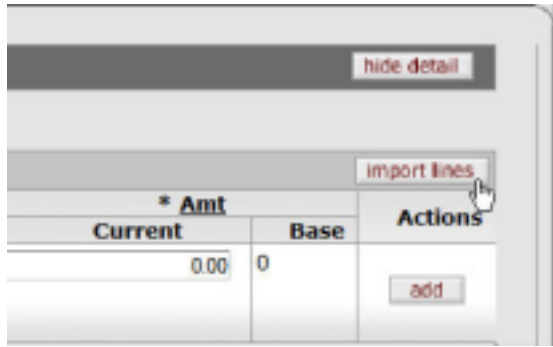 hide detail
import lines
* Amt
Actions
Current Base
0.00 0
add